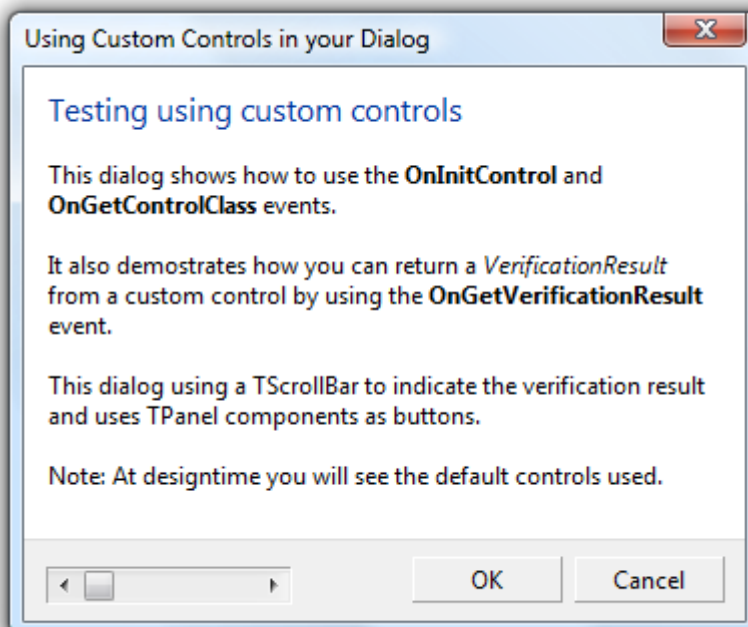 Using Custom Controls in your Dialog
Testing using custom controls
This dialog shows how to use the OnInitControl and
OnGetControlClass events.
It also demostrates how you can return a VerificationResult
from a custom control by using the OnGetVerificationResult
event.
This dialog using a TScrollBar to indicate the verification result
and uses TPanel components as buttons.
Note: At designtime you will see the default controls used.
OK
Cancel